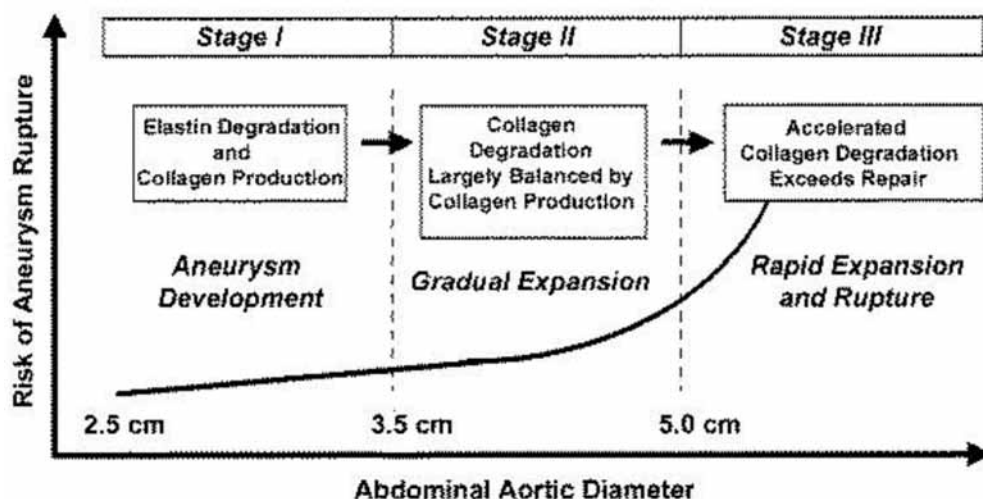 Stage I
Stage II
Stage III
Risk of Aneurysm Rupture
Elastin Degradation
and
Collagen Production
Collagen
Degradation
Largely Balanced by
Collagen Production
Accelerated
Collagen Degradation
Exceeds Repair
Aneurysm
Development
Gradual Expansion
Rapid Expansion
and Rupture
2.5 cm
3.5 cm
5.0 cm
Abdominal Aortic Diameter